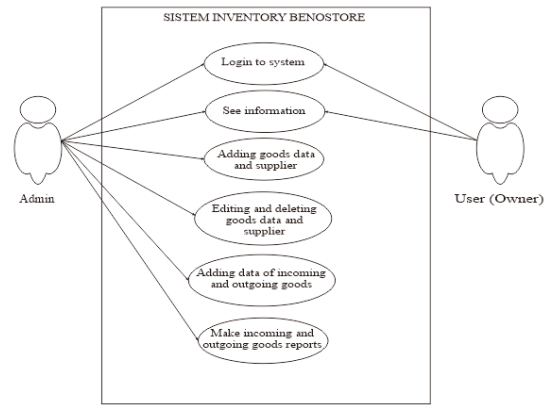 SISTEM INVENTORY BENOSTORE
Login to system
See information
Adding goods data
and supplier
Editing and deleting
goods data and
supplier
Adding data of incoming
and outgoing goods
Make incoming and
outgoing goods reports
Admin
User (Owner)